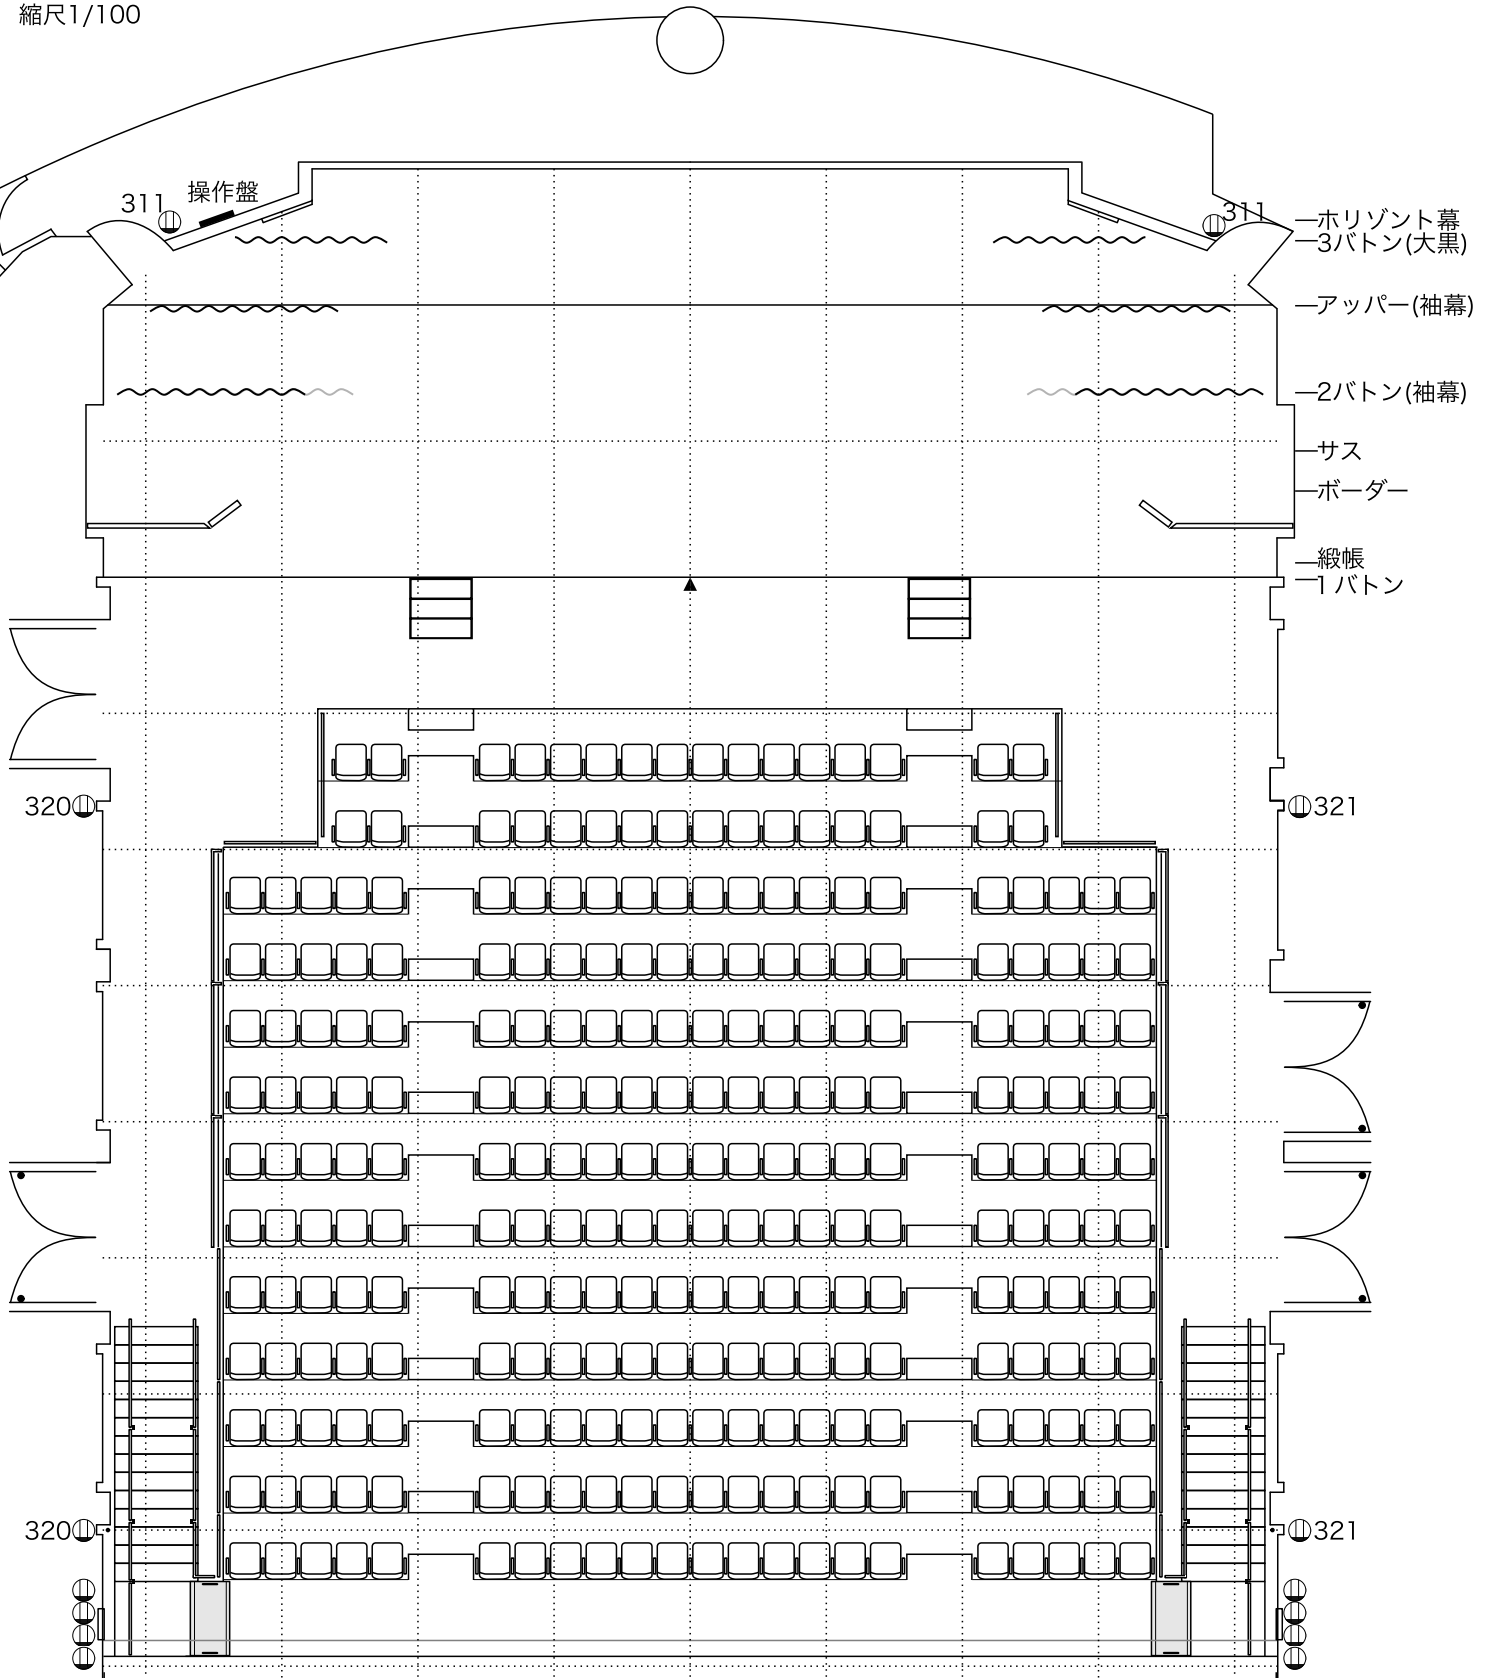 縮尺1/100
操作盤
311
311
ホリゾント幕
3バトン(大黒)
アッパー(袖幕)
2バトン(袖幕)
サス
ボーダー
緞帳
1バトン
320
321
320
321